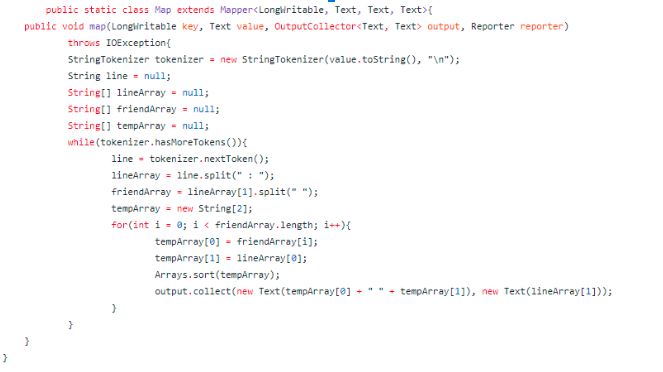 public static class Map extends Mapper<LongWritable, Text, Text, Text>{
public void map(LongWritable key, Text value, OutputCollector<Text, Text> output, Reporter reporter)
throws IOException{
StringTokenizer tokenizer = new StringTokenizer(value.toString(), "\n");
String line = null;
String[] lineArray = null;
String[] friendArray = null;
String[] tempArray = null;
while(tokenizer.hasMoreTokens()){
line = tokenizer.nextToken();
lineArray = line.split(" : ");
friendArray = lineArray[1].split(" ");
tempArray = new String[2];
for(int i = 0; i < friendArray.length; i++){
tempArray[0] = friendArray[i];
tempArray[1] = lineArray[0];
Arrays.sort(tempArray);
output.collect(new Text(tempArray[0] + " " + tempArray[1]), new Text(lineArray[1]));
}
}
}
}